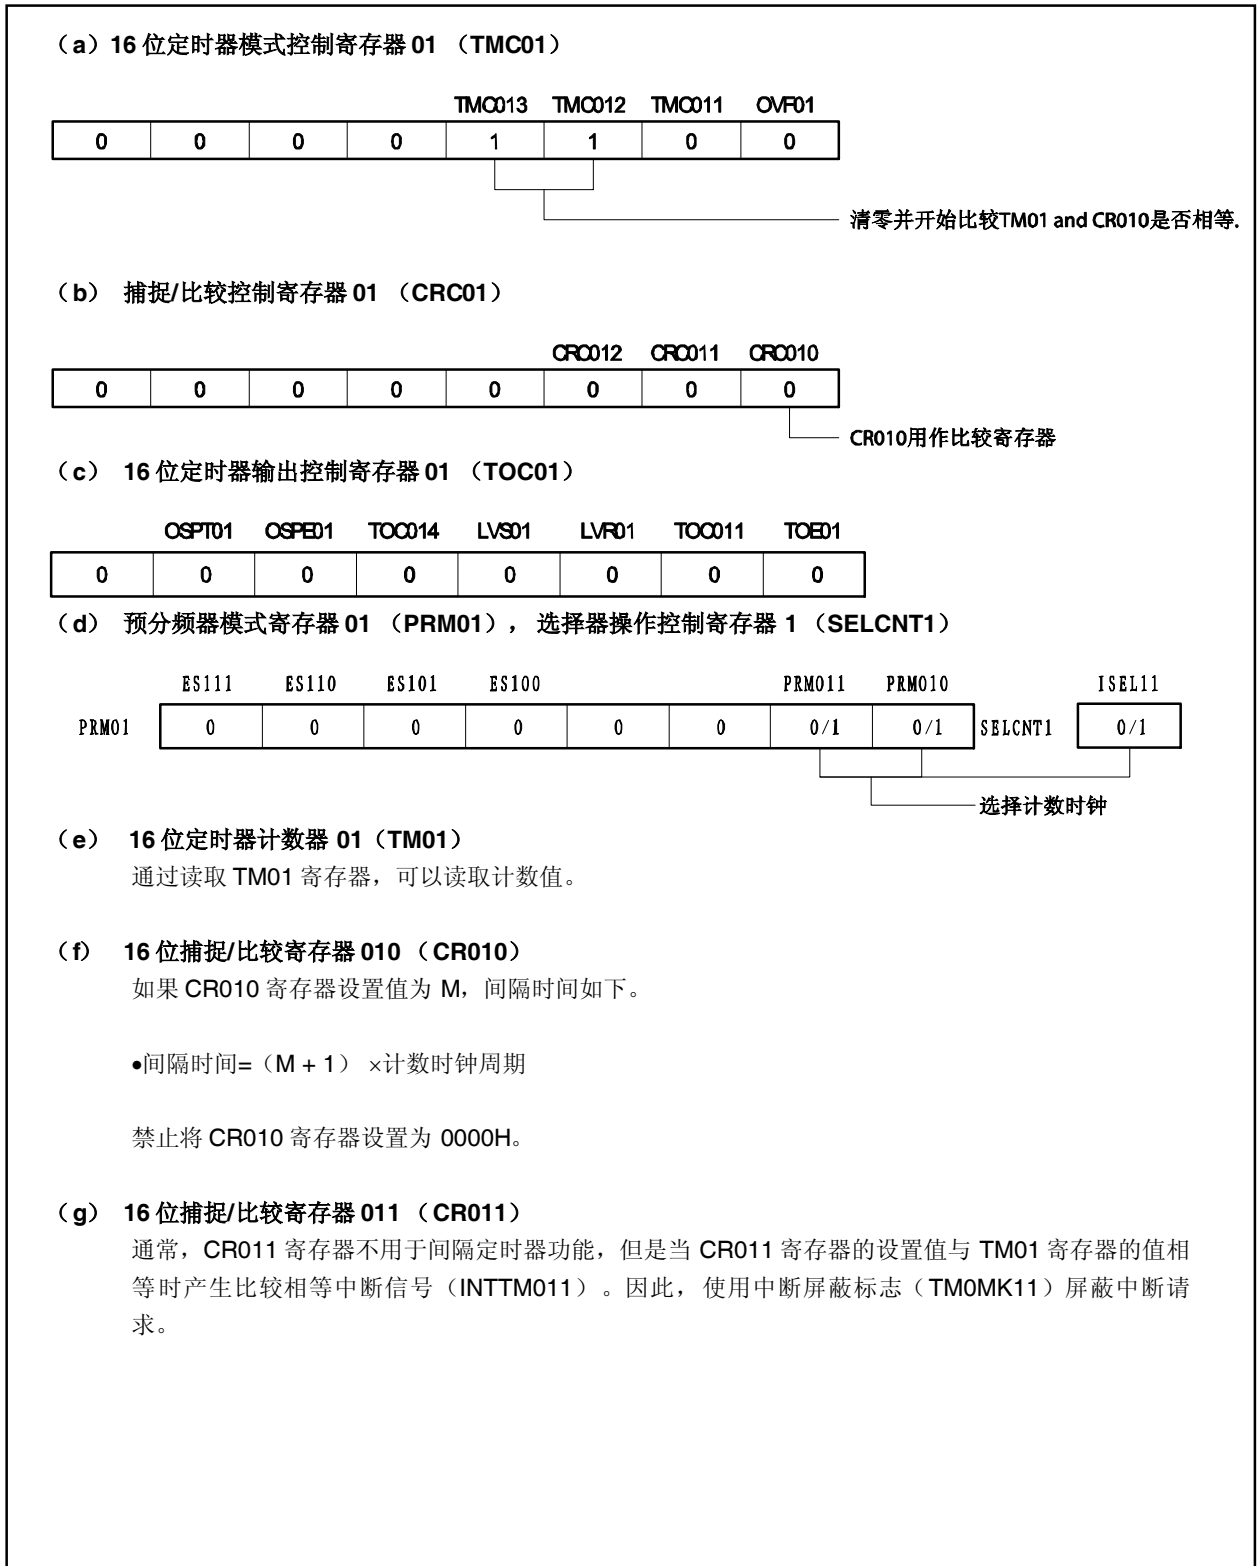 （a）16 位定时器模式控制寄存器 01 （TMC01）
TMC013 TMC012 TMC011 OVF01
0 0 0 0 1 1 0 0
清零并开始比较TM01 and CR010是否相等.
（b） 捕捉/比较控制寄存器 01 （CRC01）
CRC012 CRC011 CRC010
0 0 0 0 0 0 0 0
CR010用作比较寄存器
（c） 16 位定时器输出控制寄存器 01 （TOC01）
OSPT01 OSPE01 TOC014 LVS01 LVR01 TOC011 TOE01
0 0 0 0 0 0 0 0
（d） 预分频器模式寄存器 01 （PRM01），选择器操作控制寄存器 1 （SELCNT1）
ES111 ES110 ES101 ES100 PRM011 PRM010 ISEL11
PRM01 0 0 0 0 0 0 0/1 0/1 SELCNT1 0/1
选择计数时钟
（e） 16 位定时器计数器 01（TM01）
通过读取 TM01 寄存器，可以读取计数值。
（f） 16 位捕捉/比较寄存器 010 （CR010）
如果 CR010 寄存器设置值为 M，间隔时间如下。
•间隔时间=（M + 1） ×计数时钟周期
禁止将 CR010 寄存器设置为 0000H。
（g） 16 位捕捉/比较寄存器 011 （CR011）
通常，CR011 寄存器不用于间隔定时器功能，但是当 CR011 寄存器的设置值与 TM01 寄存器的值相
等时产生比较相等中断信号（INTTM011）。因此，使用中断屏蔽标志（TM0MK11）屏蔽中断请
求。